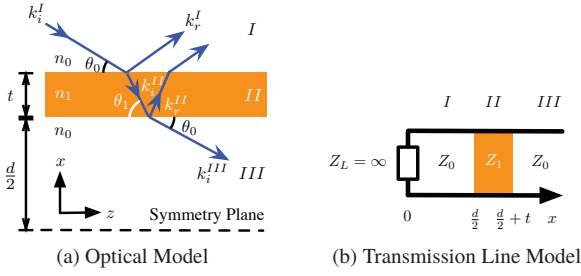 k_i^I
k_r^I
I
n_0
θ_0
t
n_1
k_i^{II}
θ_1
k_r^{II}
II
n_0
θ_0
d/2
k_i^{III}
III
x
z
Symmetry Plane
(a) Optical Model
I II III
Z_L = ∞
Z_0 Z_1 Z_0
0 d/2 d/2 + t x
(b) Transmission Line Model